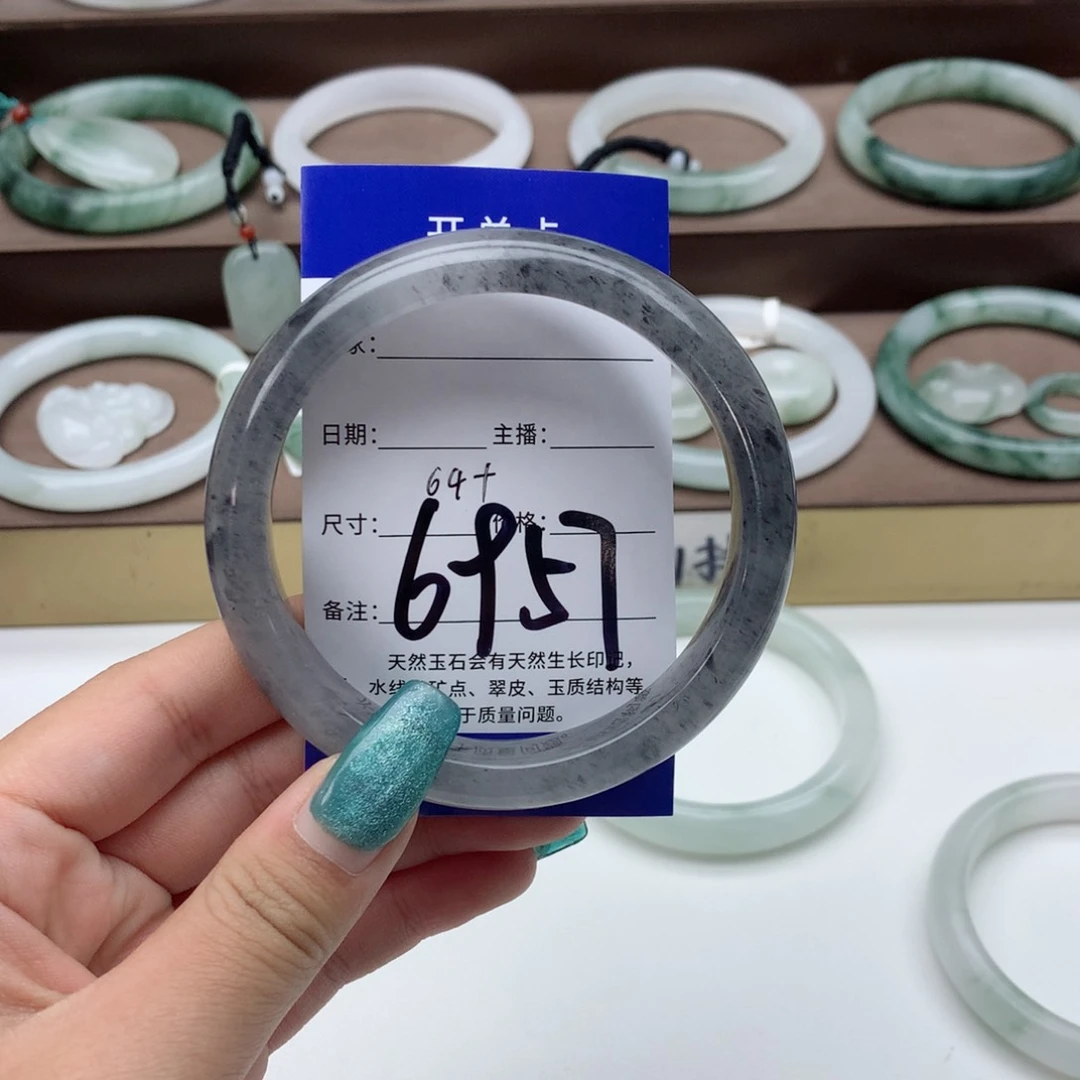 日期: 主播:
64+
尺寸: 价格:
6957
备注:
天然玉石会有天然生长印记，
水线、矿点、翠皮、玉质结构等
于质量问题。